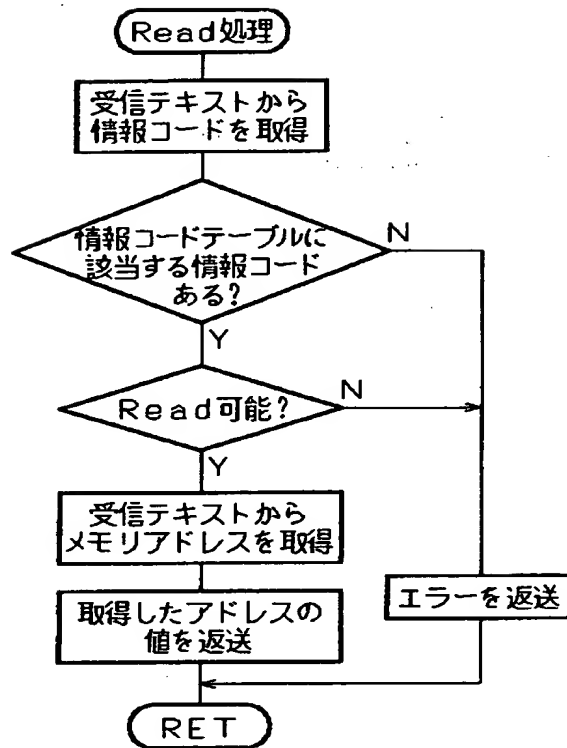 Read処理
受信テキストから
情報コードを取得
情報コードテーブルに
該当する情報コード
ある?
N
Y
Read可能?
N
Y
受信テキストから
メモリアドレスを取得
取得したアドレスの
値を返送
エラーを返送
RET